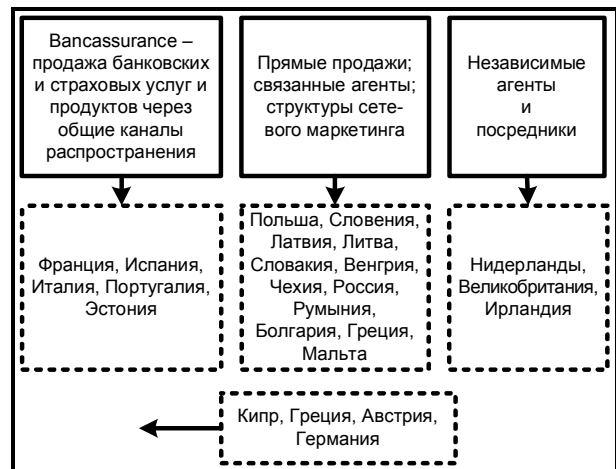 Bancassurance –
продажа банковских
и страховых услуг и
продуктов через
общие каналы
распространения
Прямые продажи;
связанные агенты;
структуры сете-
вого маркетинга
Независимые
агенты
и
посредники
Франция, Испания,
Италия, Португалия,
Эстония
Польша, Словения,
Латвия, Литва,
Словакия, Венгрия,
Чехия, Россия,
Румыния,
Болгария, Греция,
Мальта
Нидерланды,
Великобритания,
Ирландия
Кипр, Греция, Австрия,
Германия